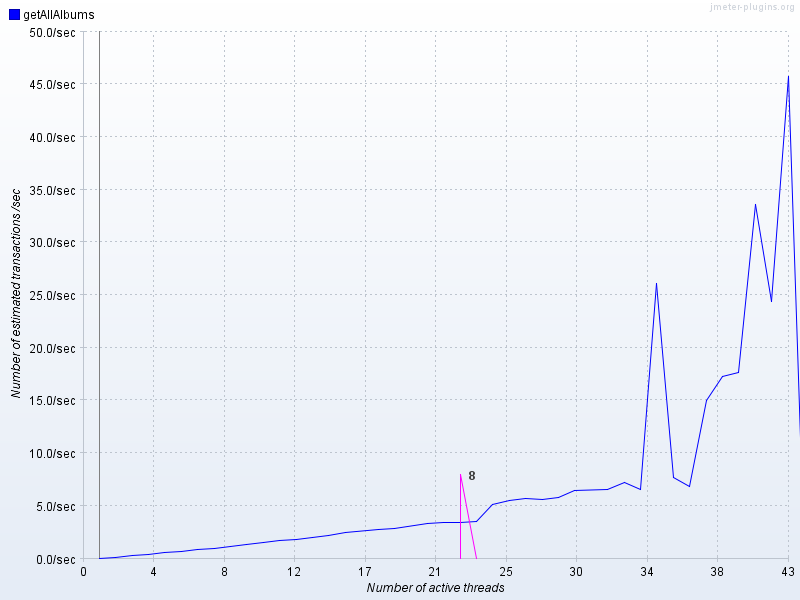 jmeter-plugins.org
getAllAlbums
50.0/sec
45.0/sec
40.0/sec
35.0/sec
30.0/sec
25.0/sec
20.0/sec
15.0/sec
10.0/sec
5.0/sec
0.0/sec
Number of estimated transactions /sec
8
0 4 8 12 17 21 25 30 34 38 43
Number of active threads